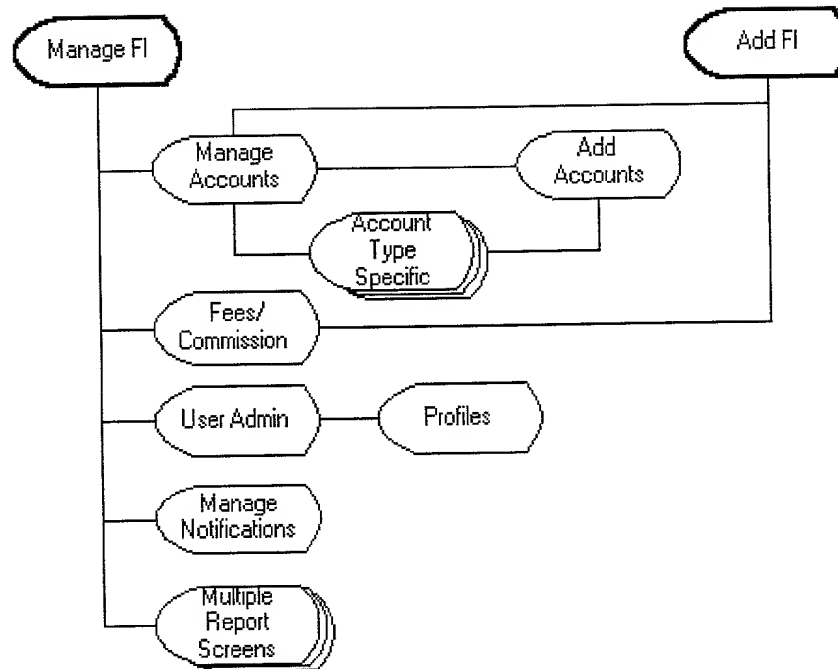 Manage FI
Add FI
Manage
Accounts
Add
Accounts
Account
Type
Specific
Fees/
Commission
User Admin
Profiles
Manage
Notifications
Multiple
Report
Screens